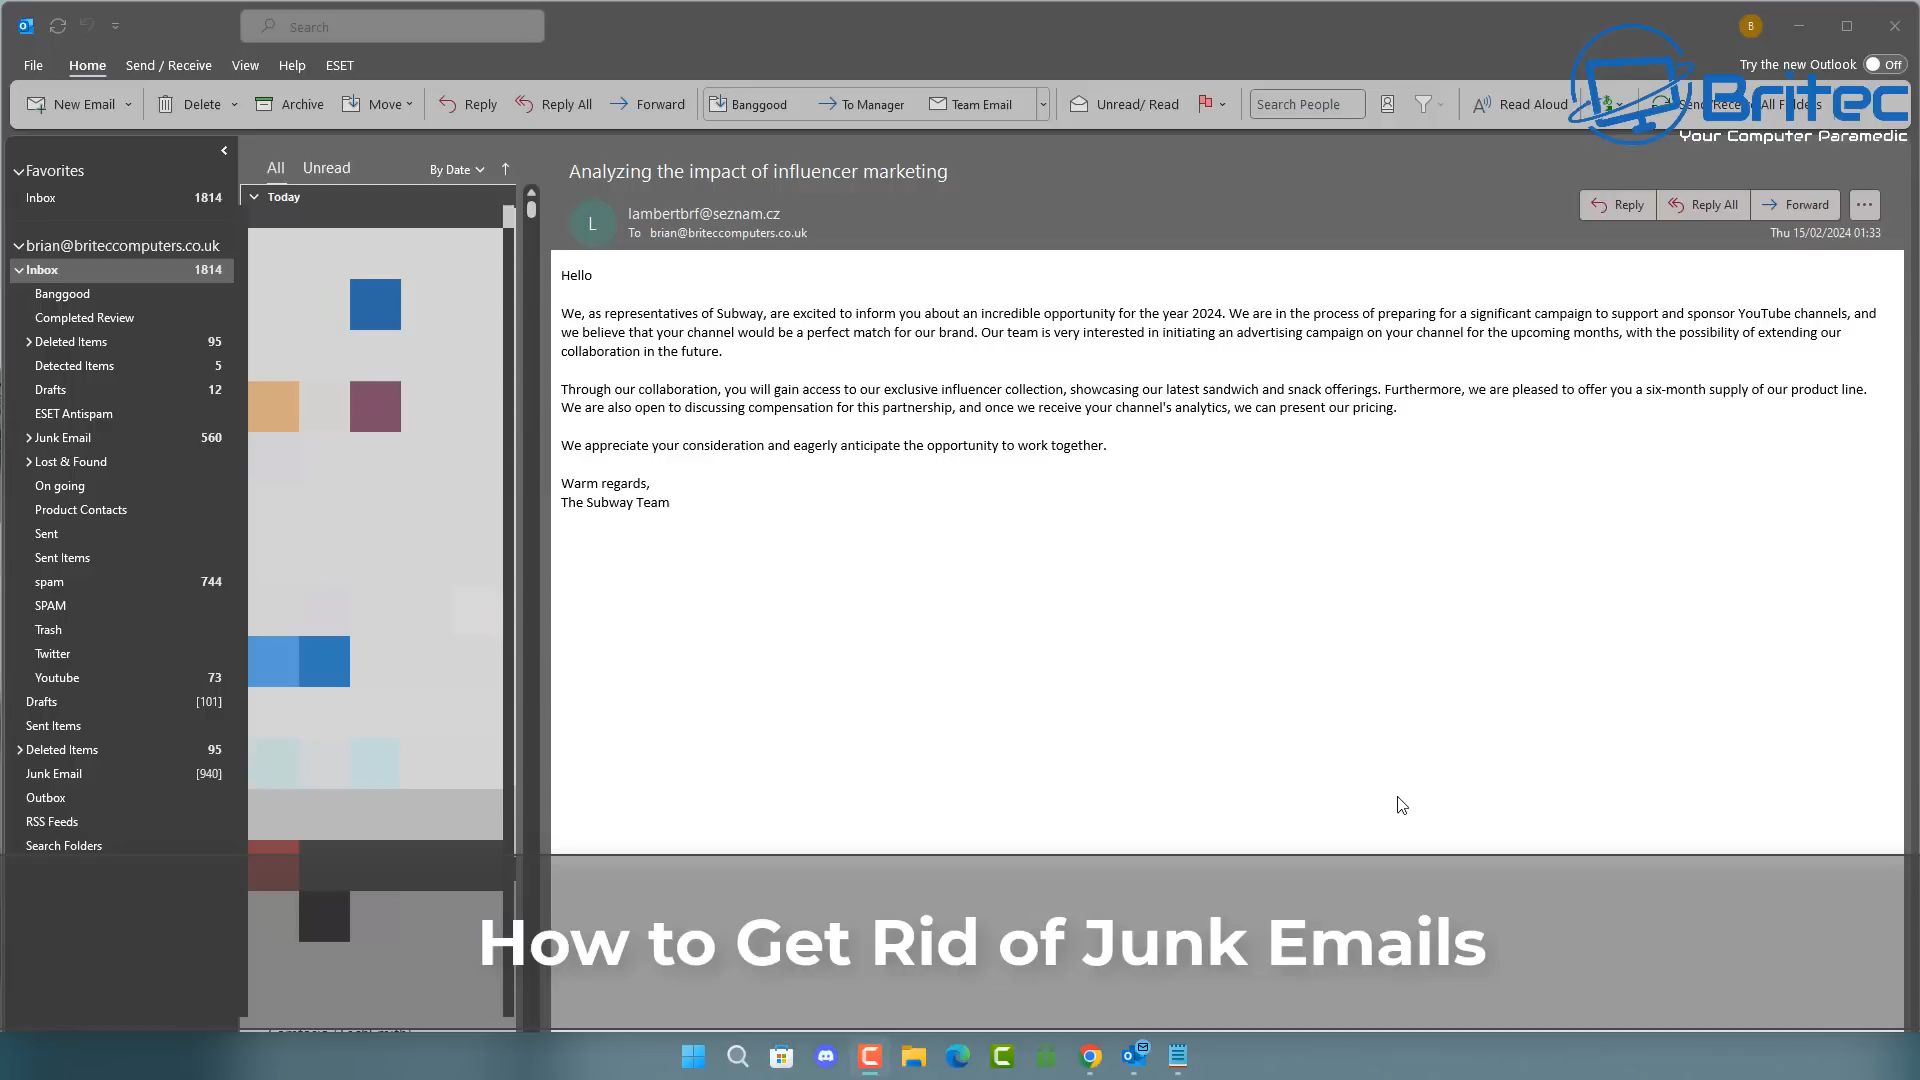 Search
B
File Home Send / Receive View Help ESET
Try the new Outlook Off
New Email Delete Archive Move Reply Reply All Forward Banggood To Manager Team Email Unread/ Read Search People Read Aloud Send/Receive All Folders
Britec
Your Computer Paramedic
Favorites
Inbox 1814
brian@briteccomputers.co.uk
Inbox 1814
Banggood
Completed Review
Deleted Items 95
Detected Items 5
Drafts 12
ESET Antispam
Junk Email 560
Lost & Found
On going
Product Contacts
Sent
Sent Items
spam 744
SPAM
Trash
Twitter
Youtube 73
Drafts [101]
Sent Items
Deleted Items 95
Junk Email [940]
Outbox
RSS Feeds
Search Folders
All Unread By Date
Today
Analyzing the impact of influencer marketing
L
lambertbrf@seznam.cz
To brian@briteccomputers.co.uk
Reply Reply All Forward
Thu 15/02/2024 01:33
Hello
We, as representatives of Subway, are excited to inform you about an incredible opportunity for the year 2024. We are in the process of preparing for a significant campaign to support and sponsor YouTube channels, and
we believe that your channel would be a perfect match for our brand. Our team is very interested in initiating an advertising campaign on your channel for the upcoming months, with the possibility of extending our
collaboration in the future.
Through our collaboration, you will gain access to our exclusive influencer collection, showcasing our latest sandwich and snack offerings. Furthermore, we are pleased to offer you a six-month supply of our product line.
We are also open to discussing compensation for this partnership, and once we receive your channel's analytics, we can present our pricing.
We appreciate your consideration and eagerly anticipate the opportunity to work together.
Warm regards,
The Subway Team
How to Get Rid of Junk Emails